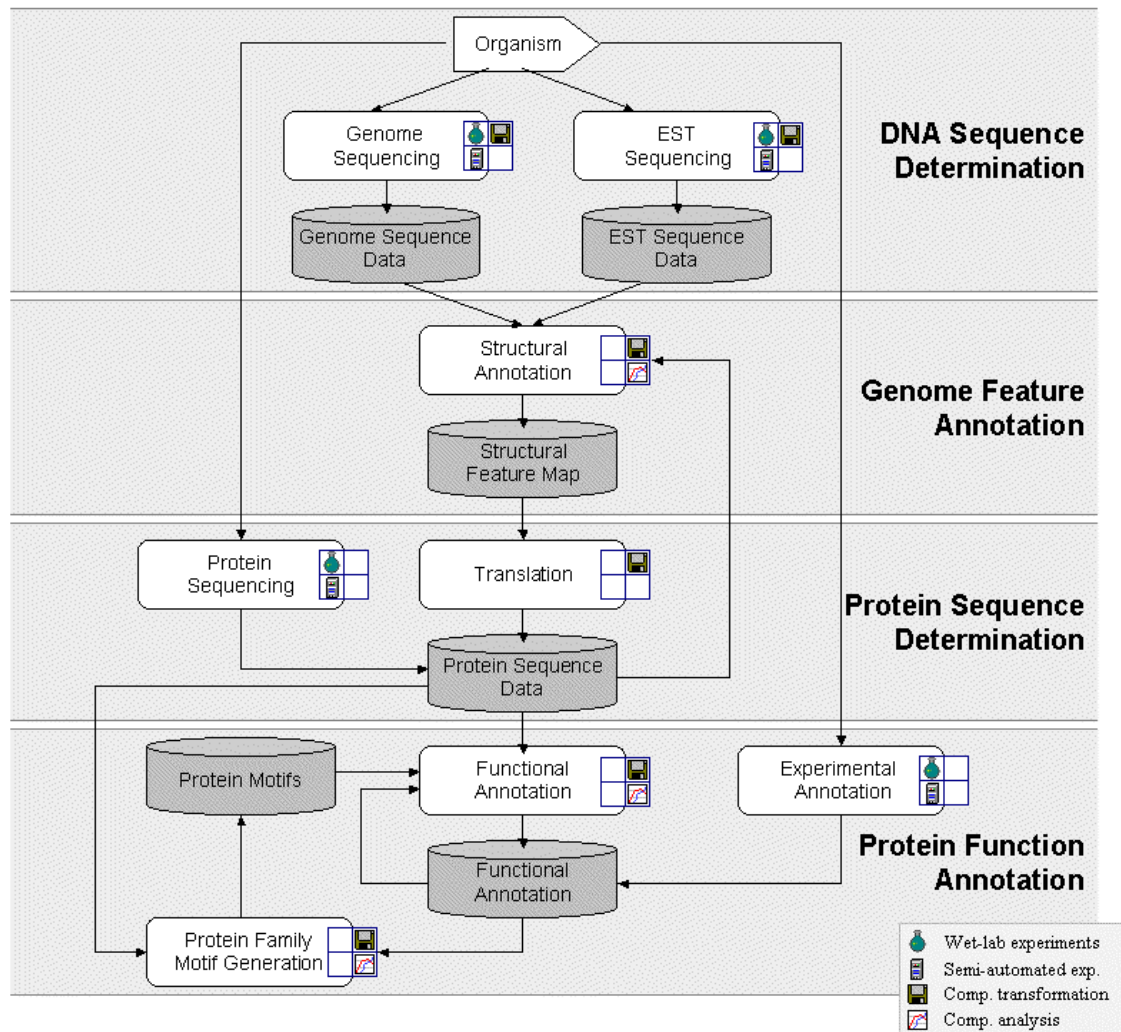 Organism
Genome
Sequencing
EST
Sequencing
DNA Sequence
Determination
Genome Sequence
Data
EST Sequence
Data
Structural
Annotation
Genome Feature
Annotation
Structural
Feature Map
Protein
Sequencing
Translation
Protein Sequence
Determination
Protein Sequence
Data
Protein Motifs
Functional
Annotation
Experimental
Annotation
Protein Function
Annotation
Functional
Annotation
Protein Family
Motif Generation
Wet-lab experiments
Semi-automated exp.
Comp. transformation
Comp. analysis